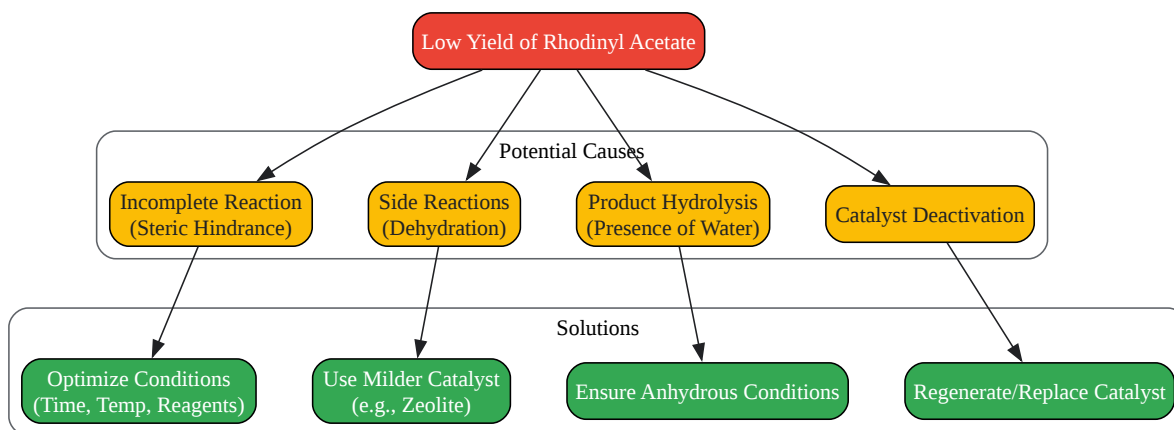 Low Yield of Rhodinyl Acetate
Potential Causes
Incomplete Reaction
(Steric Hindrance)
Side Reactions
(Dehydration)
Product Hydrolysis
(Presence of Water)
Catalyst Deactivation
Solutions
Optimize Conditions
(Time, Temp, Reagents)
Use Milder Catalyst
(e.g., Zeolite)
Ensure Anhydrous Conditions
Regenerate/Replace Catalyst